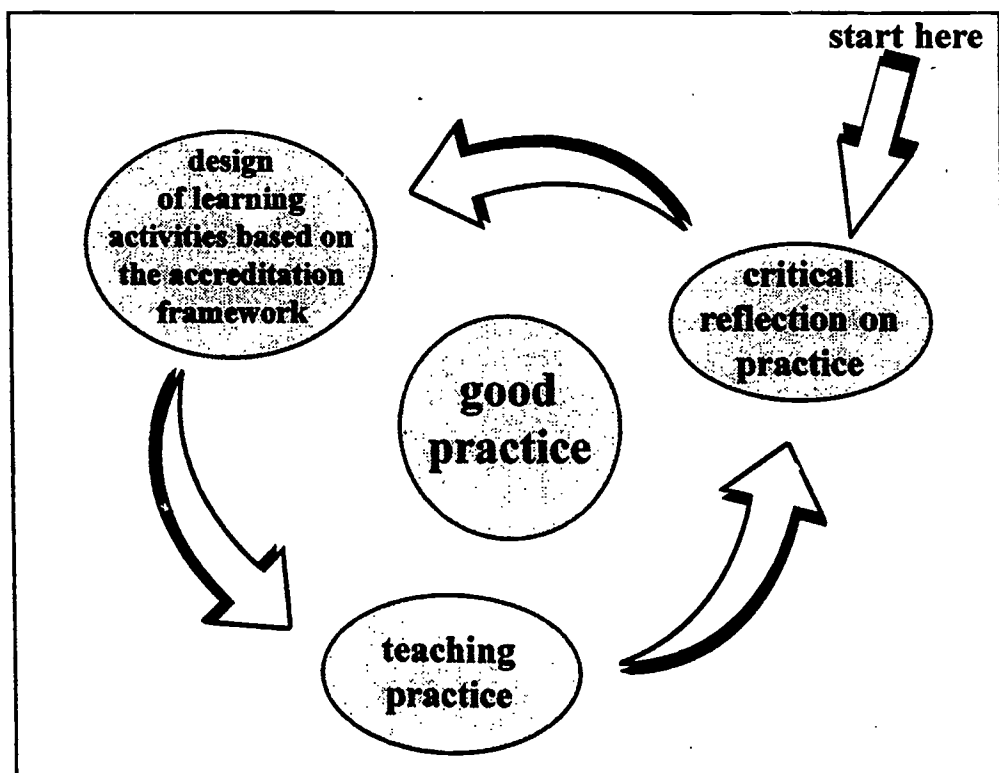 start here
design
of learning
activities based on
the accreditation
framework
critical
reflection on
practice
good
practice
teaching
practice